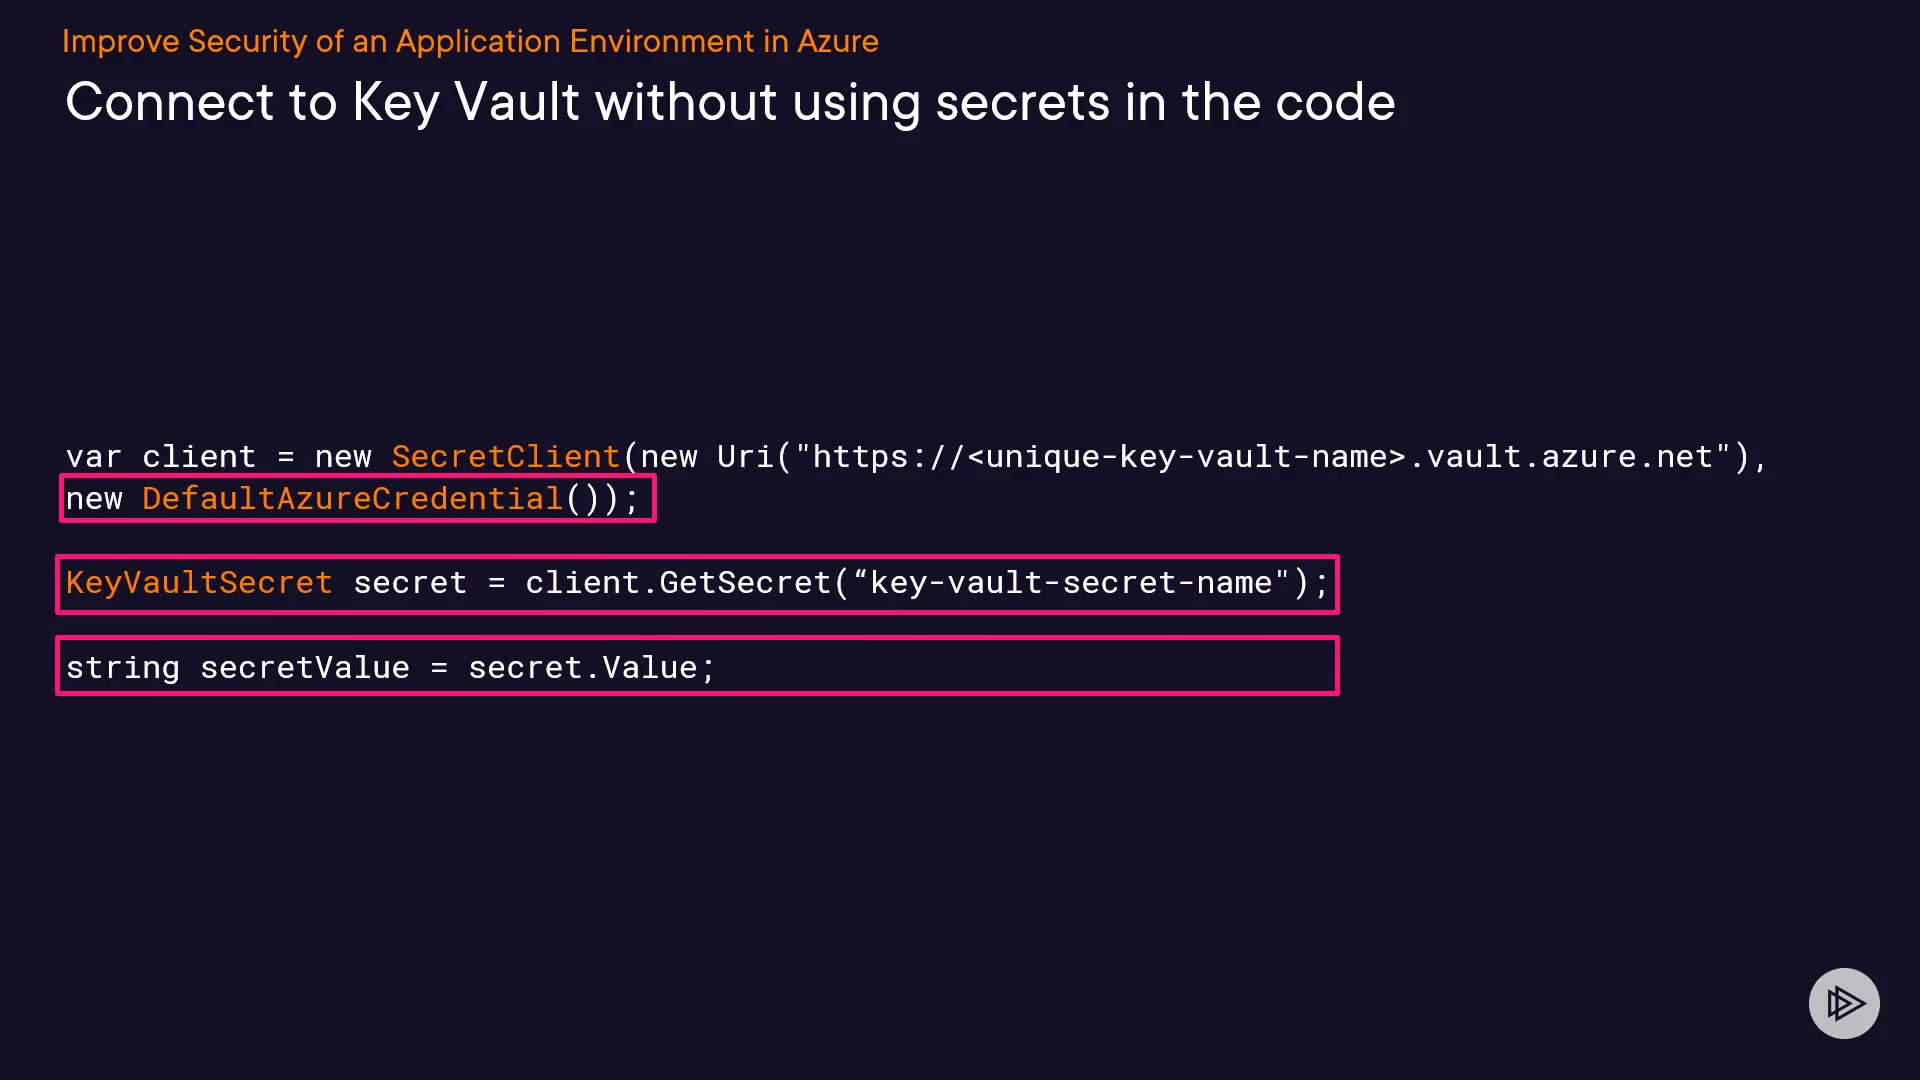 Improve Security of an Application Environment in Azure
Connect to Key Vault without using secrets in the code
var client = new SecretClient(new Uri("https://<unique-key-vault-name>.vault.azure.net"),
new DefaultAzureCredential());
KeyVaultSecret secret = client.GetSecret(“key-vault-secret-name");
string secretValue = secret.Value;